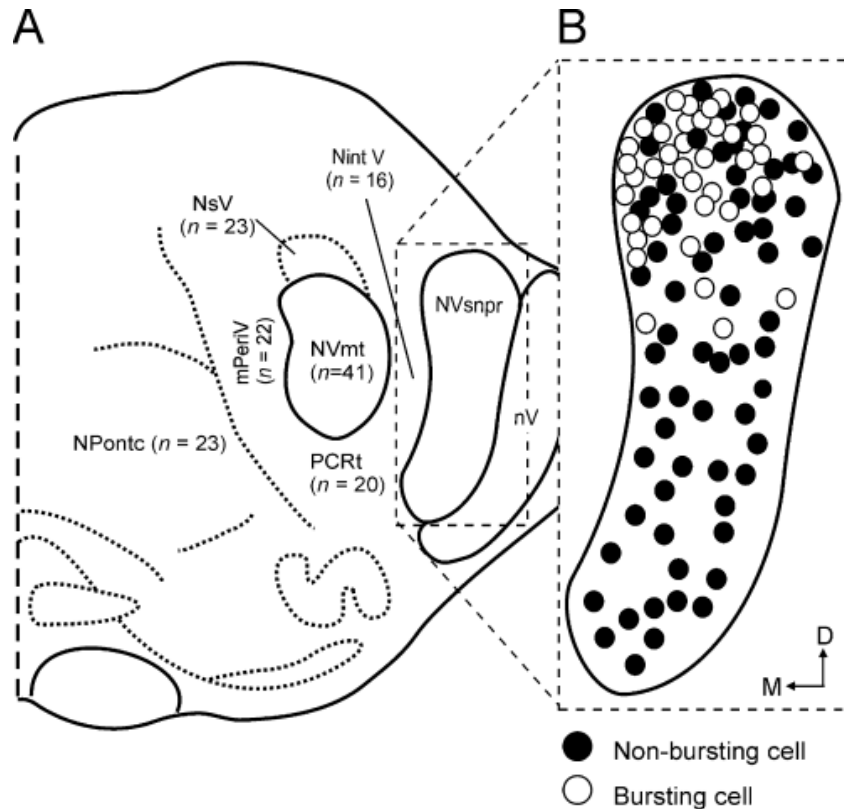 A
B
Nint V
(n = 16)
NsV
(n = 23)
NVsnpr
mPeriV
(n = 22)
NVmt
(n=41)
nV
NPontc (n = 23)
PCRt
(n = 20)
D
M
Non-bursting cell
Bursting cell